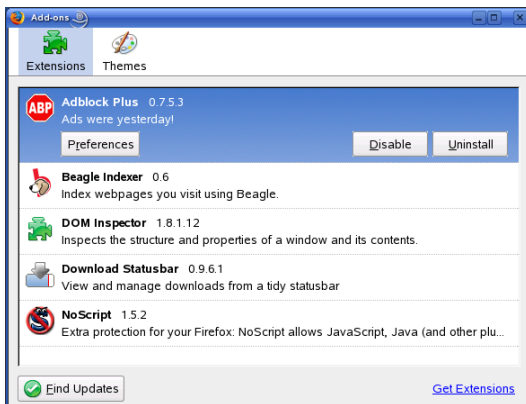 Add-ons
Extensions Themes
ABP Adblock Plus 0.7.5.3
Ads were yesterday!
Preferences Disable Uninstall
Beagle Indexer 0.6
Index webpages you visit using Beagle.
DOM Inspector 1.8.1.12
Inspects the structure and properties of a window and its contents.
Download Statusbar 0.9.6.1
View and manage downloads from a tidy statusbar
NoScript 1.5.2
Extra protection for your Firefox: NoScript allows JavaScript, Java (and other plu...
Find Updates Get Extensions